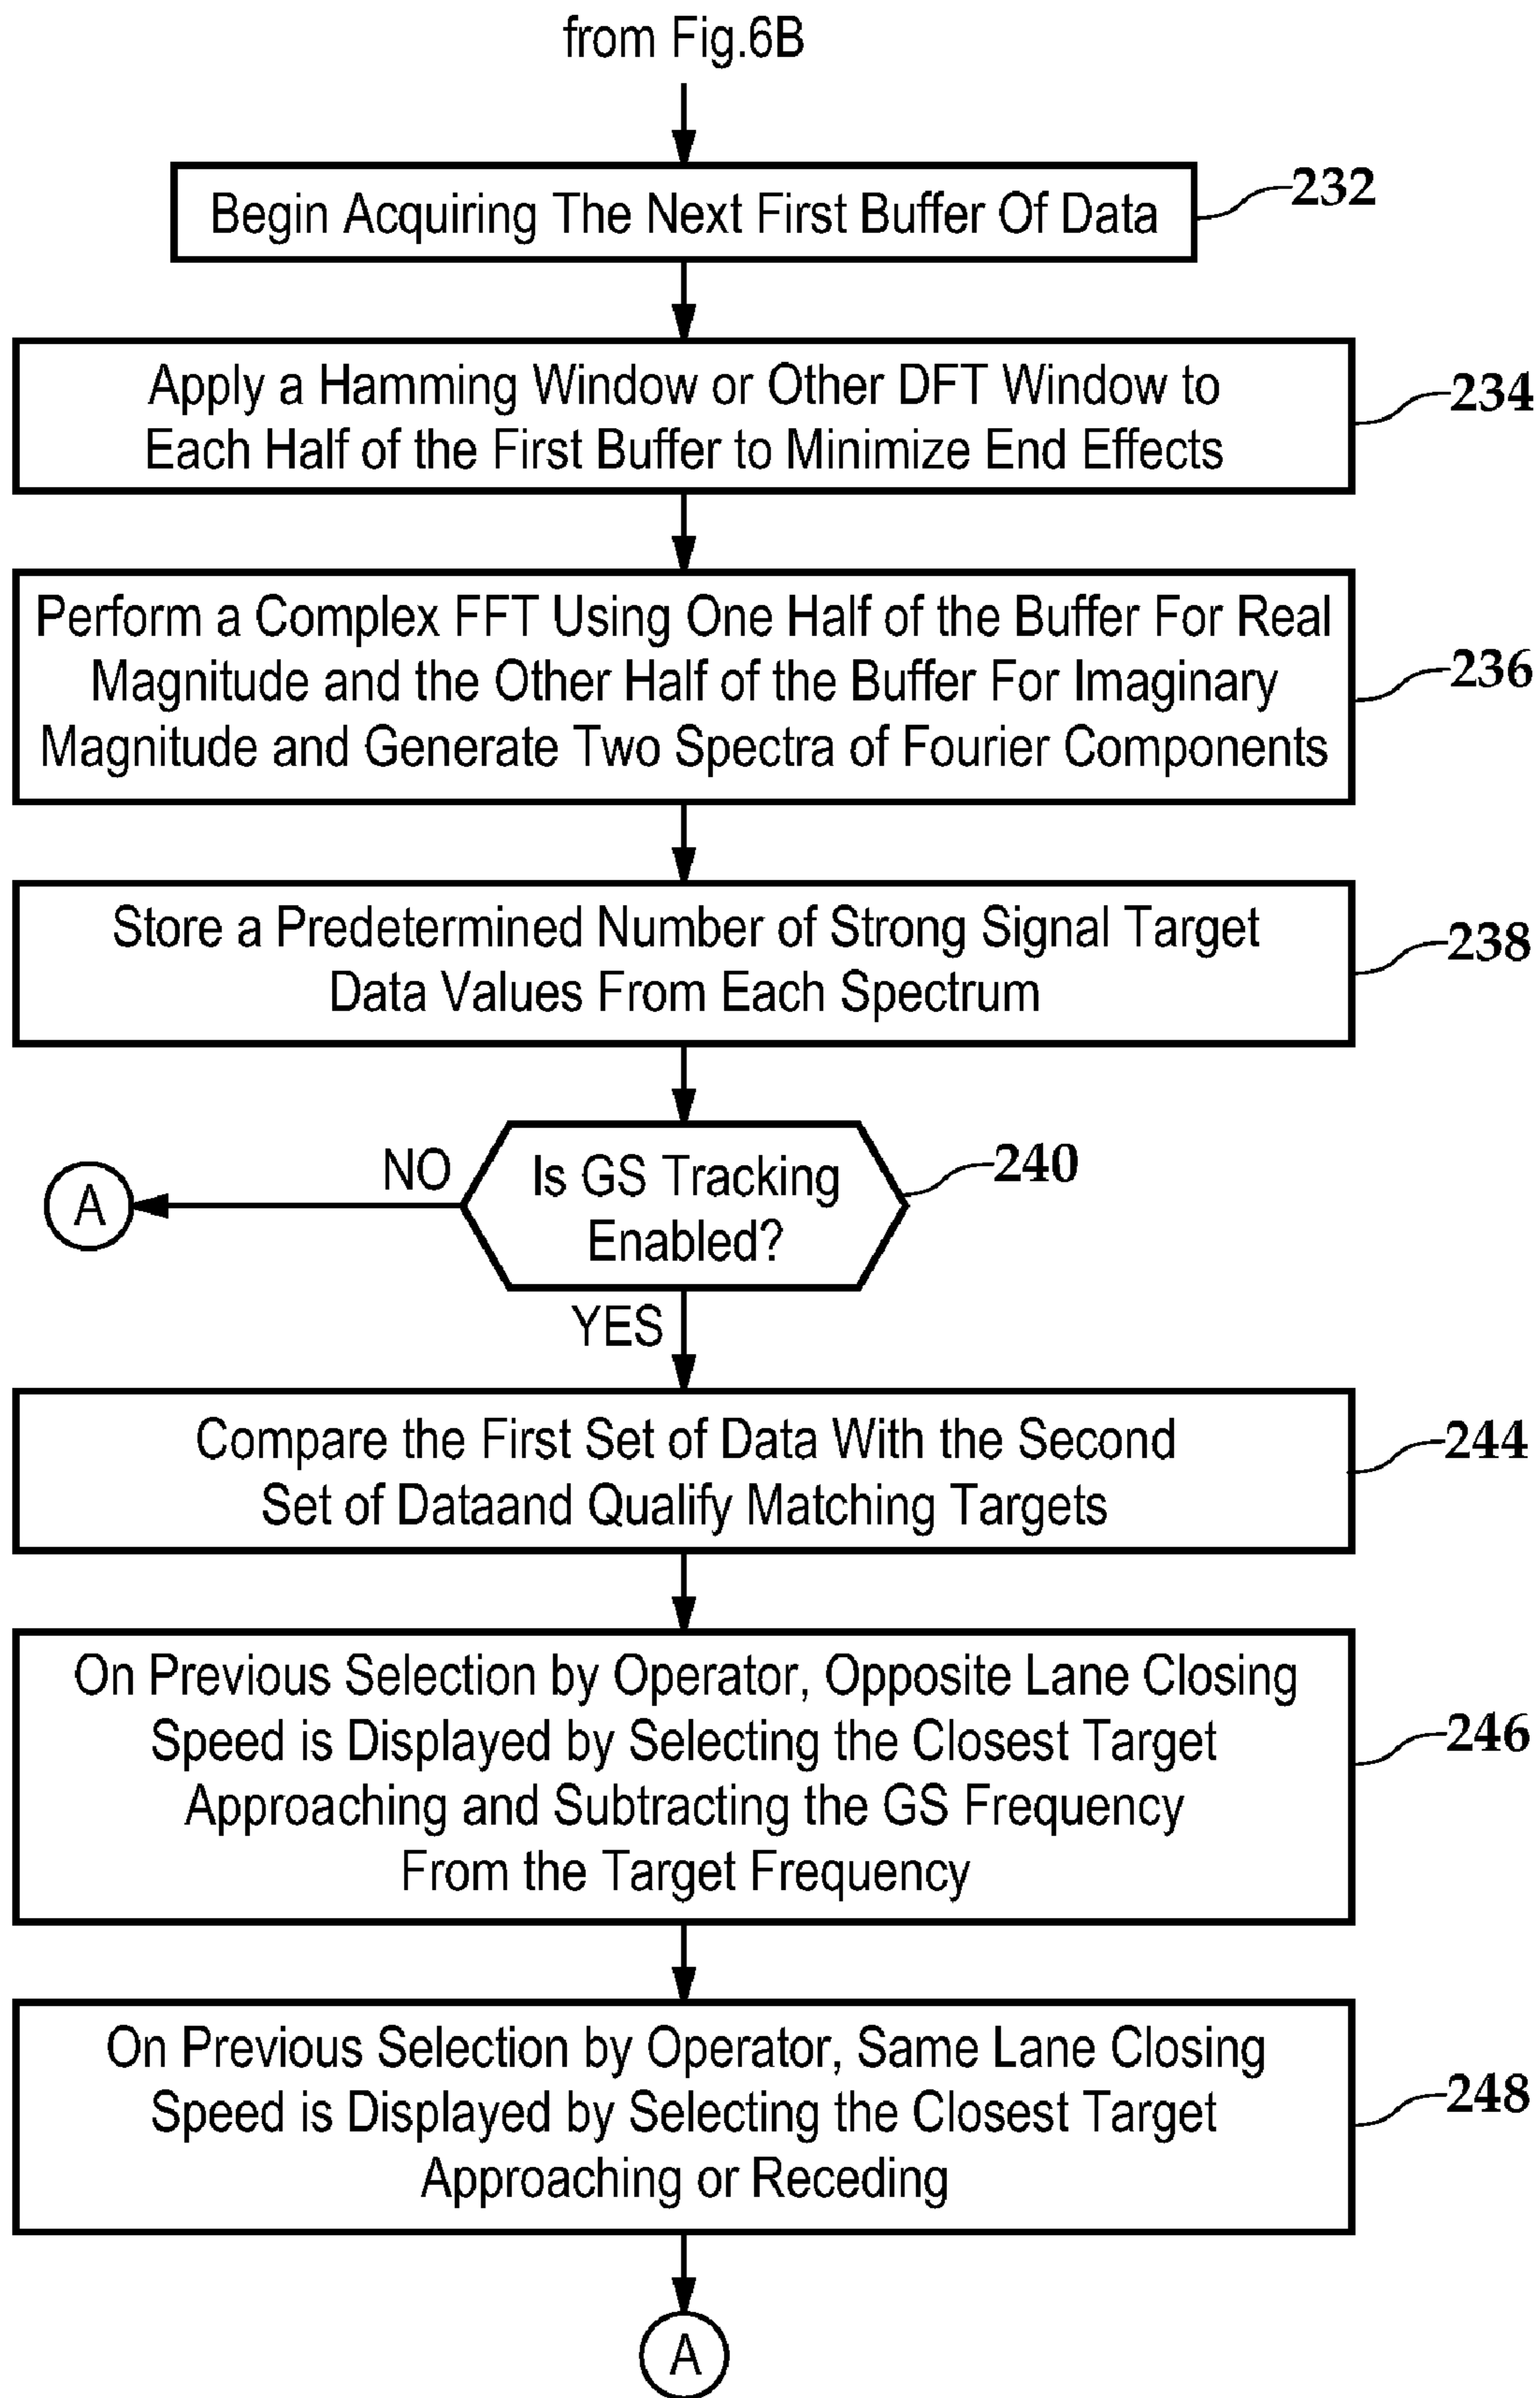 from Fig.6B
Begin Acquiring The Next First Buffer Of Data
232
Apply a Hamming Window or Other DFT Window to
Each Half of the First Buffer to Minimize End Effects
234
Perform a Complex FFT Using One Half of the Buffer For Real
Magnitude and the Other Half of the Buffer For Imaginary
Magnitude and Generate Two Spectra of Fourier Components
236
Store a Predetermined Number of Strong Signal Target
Data Values From Each Spectrum
238
Is GS Tracking
Enabled?
240
NO
A
YES
Compare the First Set of Data With the Second
Set of Dataand Qualify Matching Targets
244
On Previous Selection by Operator, Opposite Lane Closing
Speed is Displayed by Selecting the Closest Target
Approaching and Subtracting the GS Frequency
From the Target Frequency
246
On Previous Selection by Operator, Same Lane Closing
Speed is Displayed by Selecting the Closest Target
Approaching or Receding
248
A